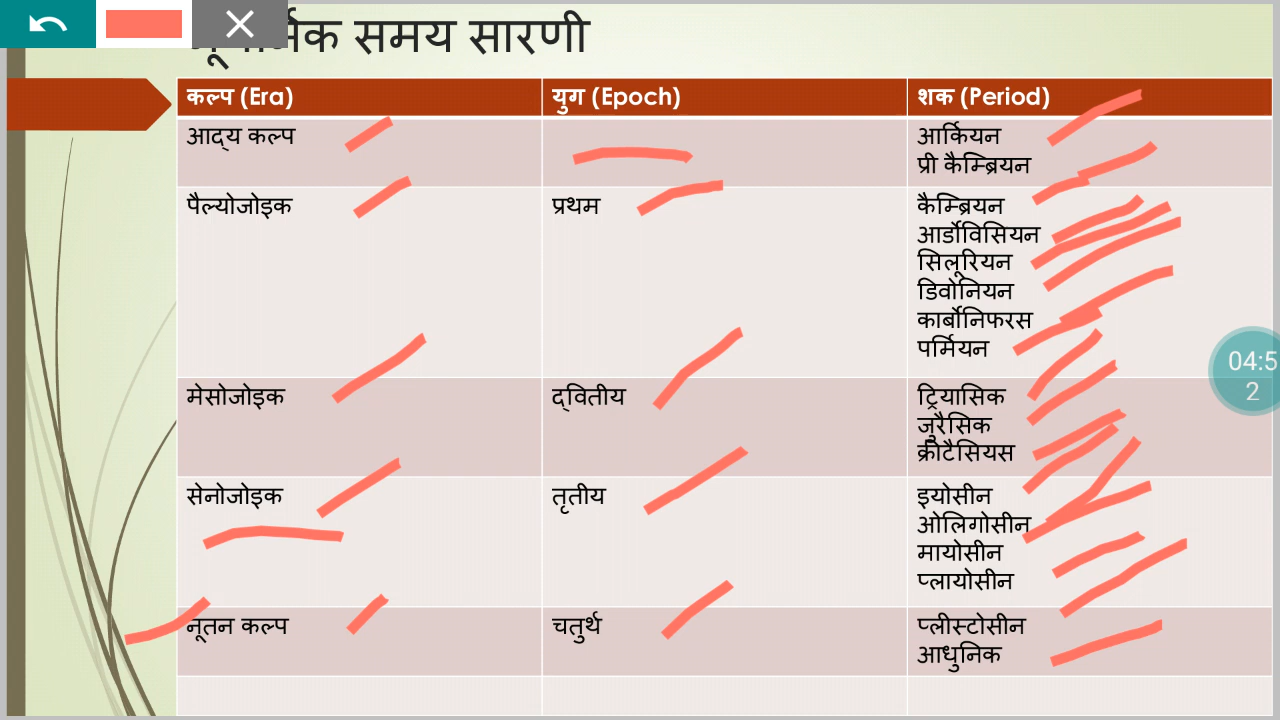 समय सारणी
कल्प (Era)
युग (Epoch)
शक (Period)
आद्य कल्प
आर्कियन
प्री कैम्ब्रियन
पैल्योजोइक
प्रथम
कैम्ब्रियन
आर्डोविसियन
सिलूरियन
डिवोनियन
कार्बोनिफरस
पर्मियन
मेसोजोइक
द्वितीय
ट्रियासिक
जुरैसिक
क्रीटैसियस
सेनोजोइक
तृतीय
इयोसीन
ओलिगोसीन
मायोसीन
प्लायोसीन
नूतन कल्प
चतुर्थ
प्लीस्टोसीन
आधुनिक
04:5
2